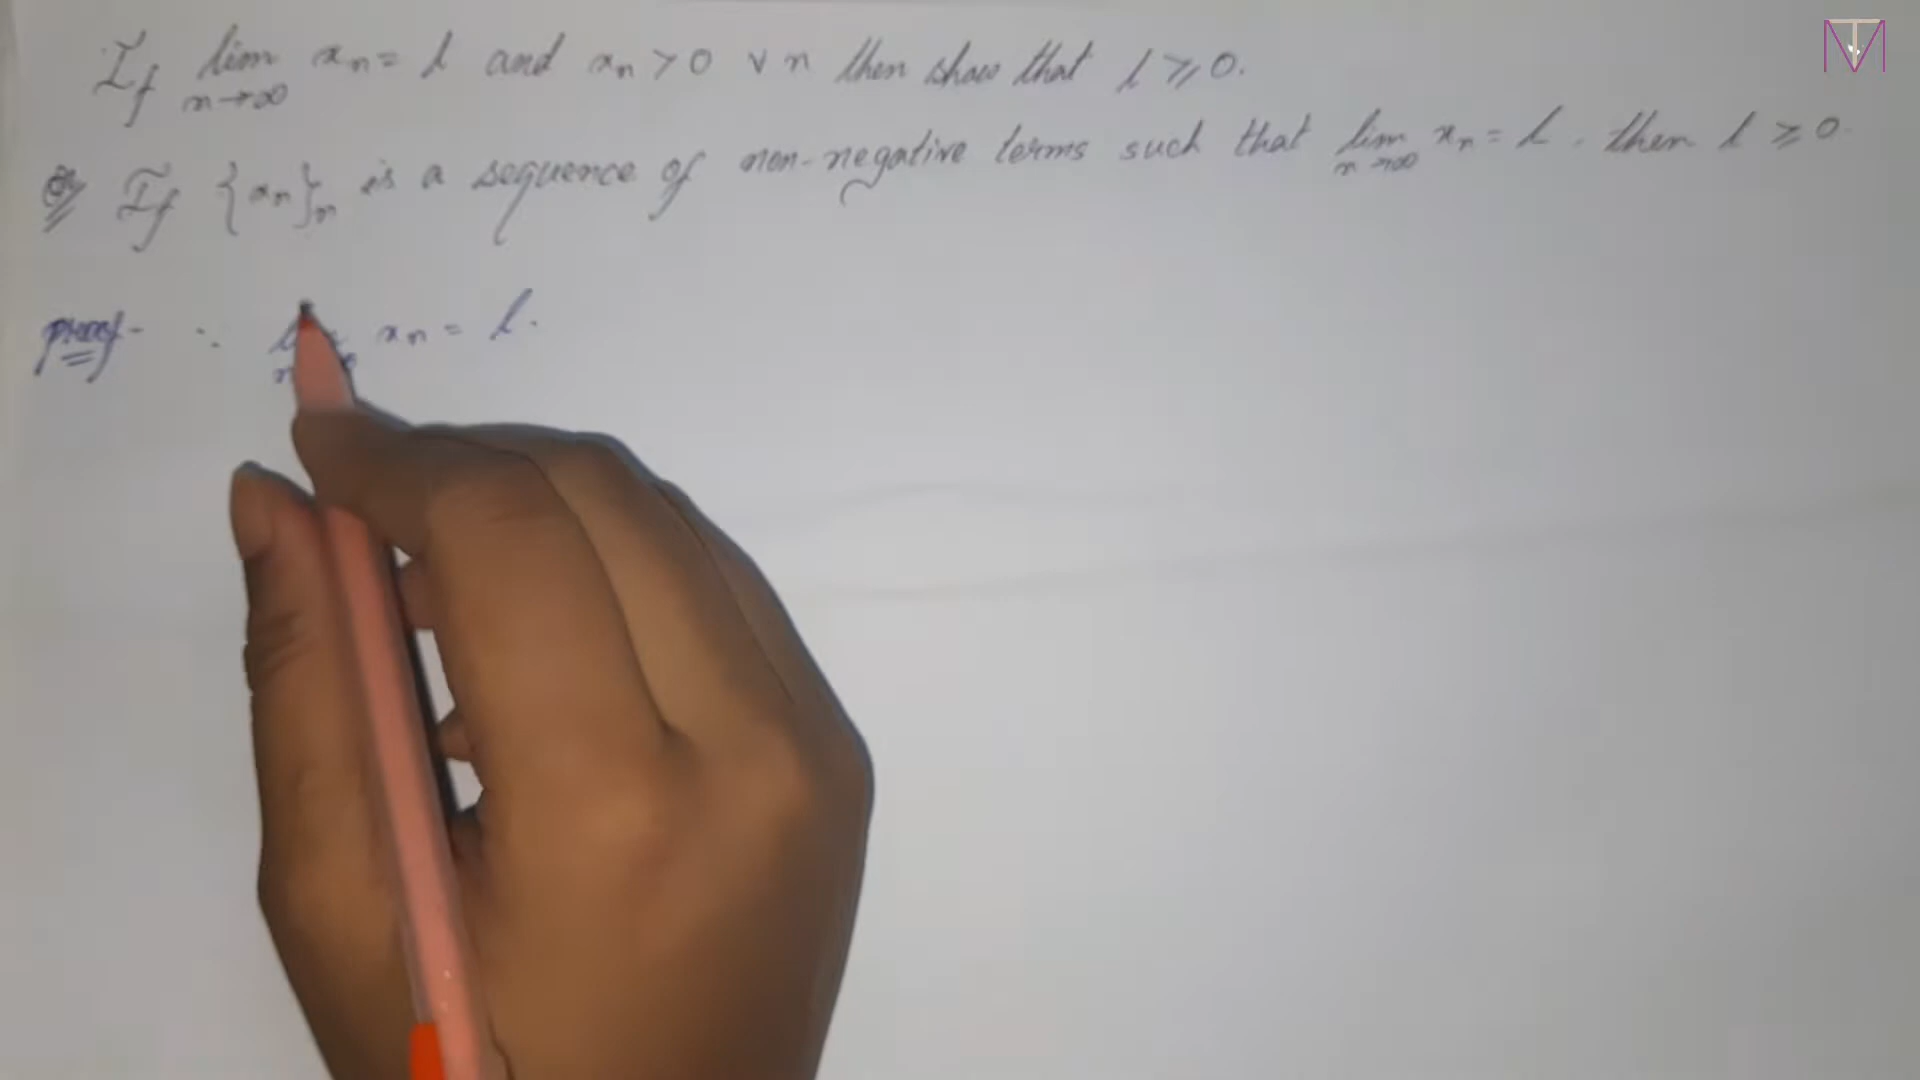 If lim n→∞ xn = l and xn > 0 ∀ n then show that l ⩾ 0.
Or If {xn}n is a sequence of non-negative terms such that lim n→∞ xn = l. then l ⩾ 0.
Proof- ∵ xn = l.